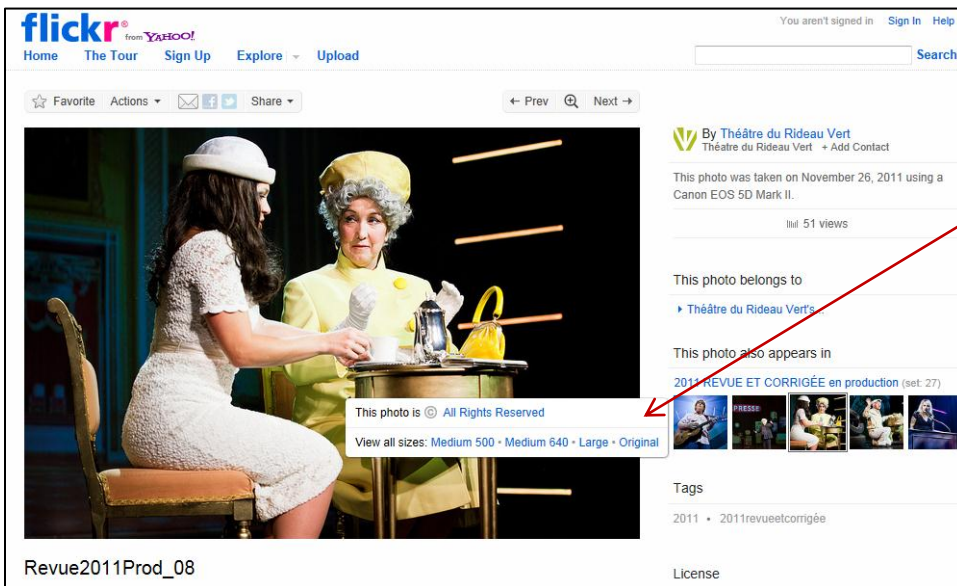 flickr® from YAHOO!
You aren't signed in Sign In Help
Home The Tour Sign Up Explore Upload
Search
Favorite Actions Share
← Prev Next →
By Théâtre du Rideau Vert
Théatre du Rideau Vert + Add Contact
This photo was taken on November 26, 2011 using a
Canon EOS 5D Mark II.
51 views
This photo belongs to
Théâtre du Rideau Vert's...
This photo also appears in
2011 REVUE ET CORRIGÉE en production (set: 27)
PRESSE
This photo is © All Rights Reserved
View all sizes: Medium 500 • Medium 640 • Large • Original
Tags
2011 • 2011revueetcorrigée
Revue2011Prod_08
License